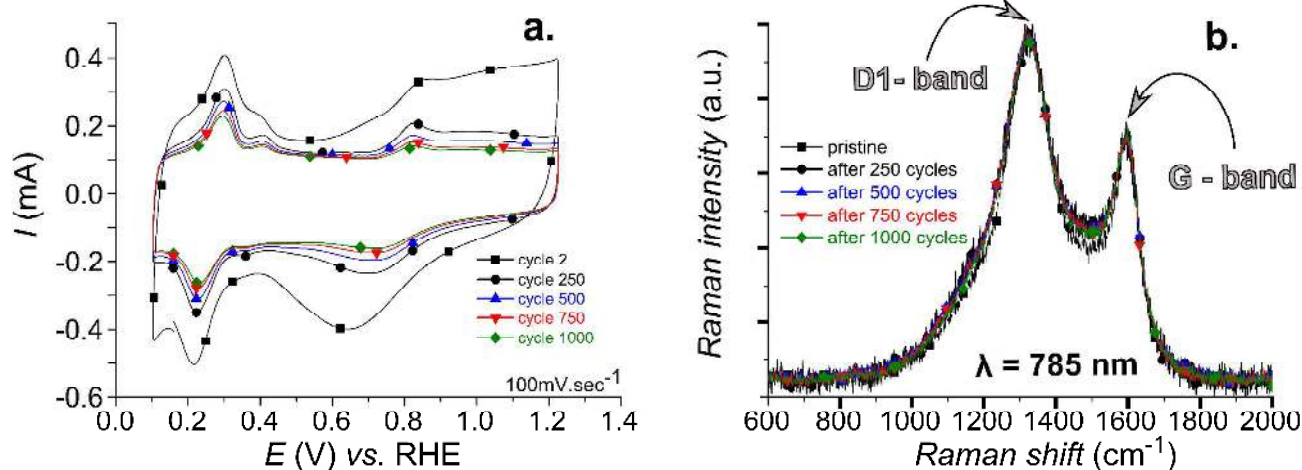 a.
0.4
0.2
0.0
-0.2
-0.4
-0.6
I (mA)
cycle 2
cycle 250
cycle 500
cycle 750
cycle 1000
100mV.sec⁻¹
0.0 0.2 0.4 0.6 0.8 1.0 1.2 1.4
E (V) vs. RHE
b.
D1- band
G - band
Raman intensity (a.u.)
pristine
after 250 cycles
after 500 cycles
after 750 cycles
after 1000 cycles
λ = 785 nm
600 800 1000 1200 1400 1600 1800 2000
Raman shift (cm⁻¹)